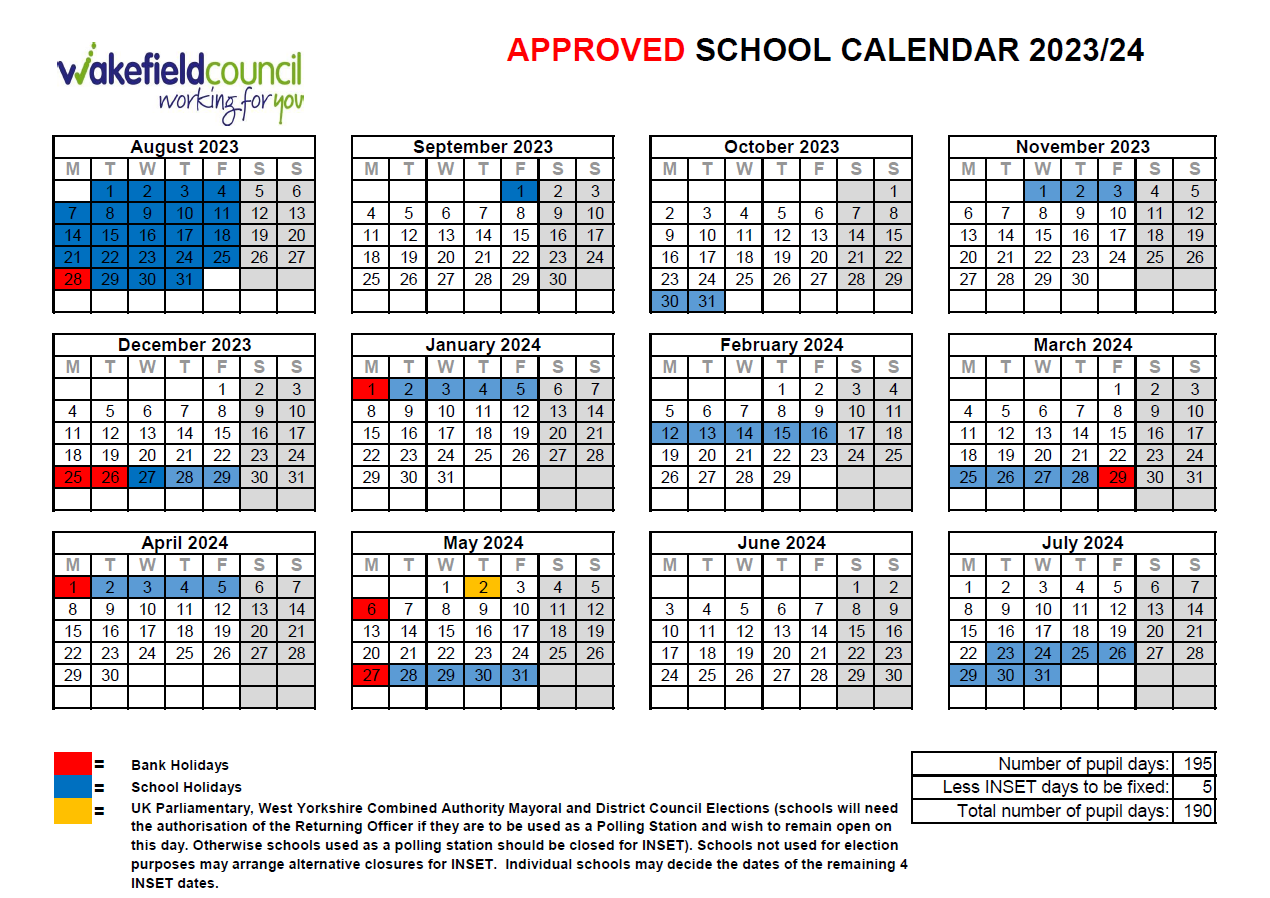 APPROVED SCHOOL CALENDAR 2023/24
wakefieldcouncil
working for you
August 2023
M T W T F S S
1 2 3 4 5 6
7 8 9 10 11 12 13
14 15 16 17 18 19 20
21 22 23 24 25 26 27
28 29 30 31
September 2023
M T W T F S S
1 2 3
4 5 6 7 8 9 10
11 12 13 14 15 16 17
18 19 20 21 22 23 24
25 26 27 28 29 30
October 2023
M T W T F S S
1
2 3 4 5 6 7 8
9 10 11 12 13 14 15
16 17 18 19 20 21 22
23 24 25 26 27 28 29
30 31
November 2023
M T W T F S S
1 2 3 4 5
6 7 8 9 10 11 12
13 14 15 16 17 18 19
20 21 22 23 24 25 26
27 28 29 30
December 2023
M T W T F S S
1 2 3
4 5 6 7 8 9 10
11 12 13 14 15 16 17
18 19 20 21 22 23 24
25 26 27 28 29 30 31
January 2024
M T W T F S S
1 2 3 4 5 6 7
8 9 10 11 12 13 14
15 16 17 18 19 20 21
22 23 24 25 26 27 28
29 30 31
February 2024
M T W T F S S
1 2 3 4
5 6 7 8 9 10 11
12 13 14 15 16 17 18
19 20 21 22 23 24 25
26 27 28 29
March 2024
M T W T F S S
1 2 3
4 5 6 7 8 9 10
11 12 13 14 15 16 17
18 19 20 21 22 23 24
25 26 27 28 29 30 31
April 2024
M T W T F S S
1 2 3 4 5 6 7
8 9 10 11 12 13 14
15 16 17 18 19 20 21
22 23 24 25 26 27 28
29 30
May 2024
M T W T F S S
1 2 3 4 5
6 7 8 9 10 11 12
13 14 15 16 17 18 19
20 21 22 23 24 25 26
27 28 29 30 31
June 2024
M T W T F S S
1 2
3 4 5 6 7 8 9
10 11 12 13 14 15 16
17 18 19 20 21 22 23
24 25 26 27 28 29 30
July 2024
M T W T F S S
1 2 3 4 5 6 7
8 9 10 11 12 13 14
15 16 17 18 19 20 21
22 23 24 25 26 27 28
29 30 31
= Bank Holidays
= School Holidays
= UK Parliamentary, West Yorkshire Combined Authority Mayoral and District Council Elections (schools will need
the authorisation of the Returning Officer if they are to be used as a Polling Station and wish to remain open on
this day. Otherwise schools used as a polling station should be closed for INSET). Schools not used for election
purposes may arrange alternative closures for INSET. Individual schools may decide the dates of the remaining 4
INSET dates.
Number of pupil days: 195
Less INSET days to be fixed: 5
Total number of pupil days: 190